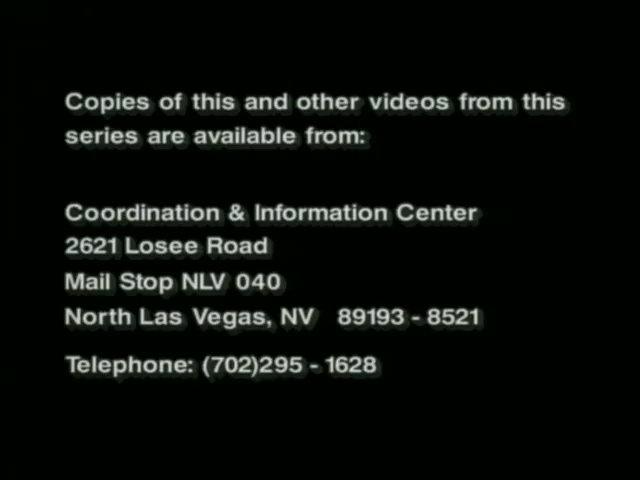 Copies of this and other videos from this
series are available from:
Coordination & Information Center
2621 Losee Road
Mail Stop NLV 040
North Las Vegas, NV 89193 - 8521
Telephone: (702)295 - 1628